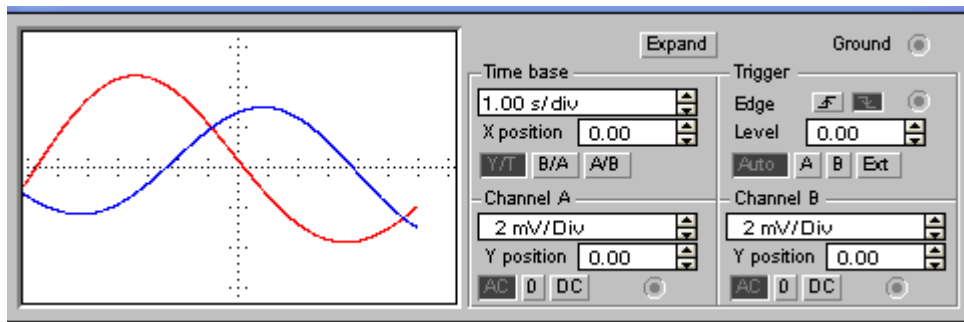 Expand Ground
Time base
1.00 s/div
X position 0.00
Y/T B/A A/B
Trigger
Edge
Level 0.00
Auto A B Ext
Channel A
2 mV/Div
Y position 0.00
AC 0 DC
Channel B
2 mV/Div
Y position 0.00
AC 0 DC